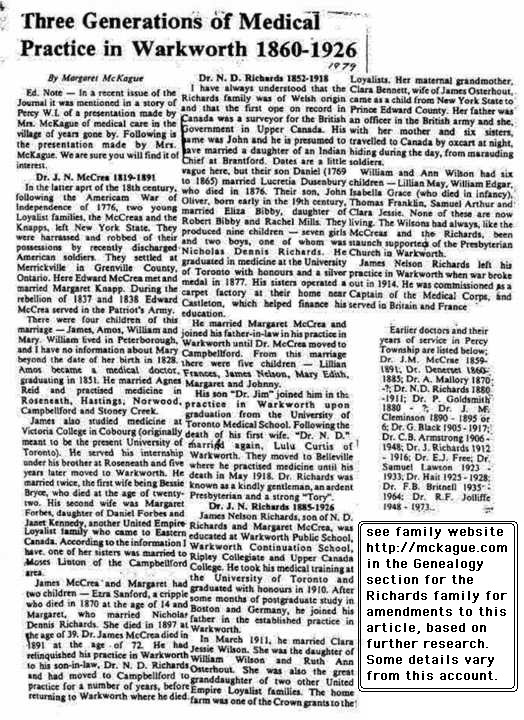 Three Generations of Medical
Practice in Warkworth 1860-1926
1979
By Margaret McKague
Ed. Note — In a recent issue of the
Journal it was mentioned in a story of
Percy W.I. of a presentation made by
Mrs. McKague of medical care in the
village of years gone by. Following is
the presentation made by Mrs.
McKague. We are sure you will find it of
interest.
Dr. J. N. McCrea 1819-1891
In the latter aprt of the 18th century,
following the Americam War of
Independence of 1776, two young
Loyalist families, the McCreas and the
Knapps, left New York State. They
were harrassed and robbed of their
possessions by recently discharged
American soldiers. They settled at
Merrickville in Grenville County,
Ontario. Here Edward McCrea met and
married Margaret Knapp. During the
rebellion of 1837 and 1838 Edward
McCrea served in the Patriot's Army.
There were four children of this
marriage — James, Amos, William and
Mary. William lived in Peterborough,
and I have no information about Mary
beyond the date of her birth in 1828.
Amos became a medical doctor,
graduating in 1851. He married Agnes
Reid and practised medicine in
Roseneath, Hastings, Norwood,
Campbellford and Stoney Creek.
James also studied medicine at
Victoria College in Cobourg (originally
meant to be the present University of
Toronto). He served his internship
under his brother at Roseneath and five
years later moved to Warkworth. He
married twice, the first wife being Bessie
Bryce, who died at the age of twenty-
two. His second wife was Margaret
Forbes, daughter of Daniel Forbes and
Janet Kennedy, another United Empire
Loyalist family who came to Eastern
Canada. According to the information I
have, one of her sisters was married to
Moses Linton of the Campbellford
area.
James McCrea and Margaret had
two children — Ezra Sanford, a cripple
who died in 1870 at the age of 14 and
Margaret, who married Nicholas
Dennis Richards. She died in 1897 at
the age of 39. Dr. James McCrea died in
1891 at the age of 72. He had
relinquished his practice in Warkworth
to his son-in-law, Dr. N. D. Richards
and had moved to Campbellford to
practice for a number of years, before
returning to Warkworth where he died.
Dr. N. D. Richards 1852-1918
I have always understood that the
Richards family was of Welsh origin
and that the first one on record in
Canada was a surveyor for the British
Government in Upper Canada. His
name was John and he is presumed to
have married a daughter of an Indian
Chief at Brantford. Dates are a little
vague here, but their son Daniel (1769
to 1865) married Lucretia Dusenbury
who died in 1876. Their son, John
Oliver, born early in the 19th century,
married Eliza Bibby, daughter of
Robert Bibby and Rachel Mills. They
produced nine children — seven girls
and two boys, one of whom was
Nicholas Dennis Richards. He
graduated in medicine at the University
of Toronto with honours and a silver
medal in 1877. His sisters operated a
carpet factory at their home near
Castleton, which helped finance his
education.
He married Margaret McCrea and
joined his father-in-law in his practice in
Warkworth until Dr. McCrea moved to
Campbellford. From this marriage
there were five children — Lillian
Frances, James Nelson, Mary Edith,
Margaret and Johnny.
His son "Dr. Jim" joined him in the
practice in Warkworth upon
graduation from the University of
Toronto Medical School. Following the
death of his first wife, "Dr. N. D."
married again, Lulu Curtis of
Warkworth. They moved to Belleville
where he practised medicine until his
death in May 1918. Dr. Richards was
known as a kindly gentleman, an ardent
Presbyterian and a strong "Tory".
Dr. J. N. Richards 1885-1926
James Nelson Richards, son of N. D.
Richards and Margaret McCrea, was
educated at Warkworth Public School,
Warkworth Continuation School,
Ripley Collegiate and Upper Canada
College. He took his medical training at
the University of Toronto and
graduated with honours in 1910. After
some months of postgraduate study in
Boston and Germany, he joined his
father in the established practice in
Warkworth.
In March 1911, he married Clara
Jessie Wilson. She was the daughter of
William Wilson and Ruth Ann
Osterhout. She was also the great
granddaughter of two other United
Empire Loyalist families. The home
farm was one of the Crown grants to the
Loyalists. Her maternal grandmother,
Clara Bennett, wife of James Osterhout,
came as a child from New York State to
Prince Edward County. Her father was
an officer in the British army and she,
with her mother and six sisters,
travelled to Canada by oxcart at night,
hiding during the day, from marauding
soldiers.
William and Ann Wilson had six
children — Lillian May, William Edgar,
Isabella Grace (who died in infancy),
Thomas Franklin, Samuel Arthur and
Clara Jessie. None of these are now
living. The Wilsons had always, like the
McCreas and the Richards, been
staunch supporters of the Presbyterian
Church in Warkworth.
James Nelson Richards left his
practice in Warkworth when war broke
out in 1914. He was commissioned as a
Captain of the Medical Corps, and
served in Britain and France
Earlier doctors and their
years of service in Percy
Township are listed below:
Dr. J.M. McCrae 1859-
1891; Dr. Denerset 1860-
1885; Dr. A. Mallory 1870
-?; Dr. N.D. Richards 1880
-1911; Dr. P. Goldsmith
1880 - ?; Dr. J. M.
Cleminson 1890 - 1895 or
6; Dr. G. Black 1905 - 1917;
Dr. C.B. Armstrong 1906 -
1948; Dr. J. Richards 1912
- 1916; Dr. E.J. Free; Dr.
Samuel Lawson 1923 -
1933; Dr. Hait 1925 - 1928;
Dr. F.B. Brinnell 1935 -
1964; Dr. R.F. Jolliffe
1948 - 1973..
see family website
http://mckague.com
in the Genealogy
section for the
Richards family for
amendments to this
article, based on
further research.
Some details vary
from this account.